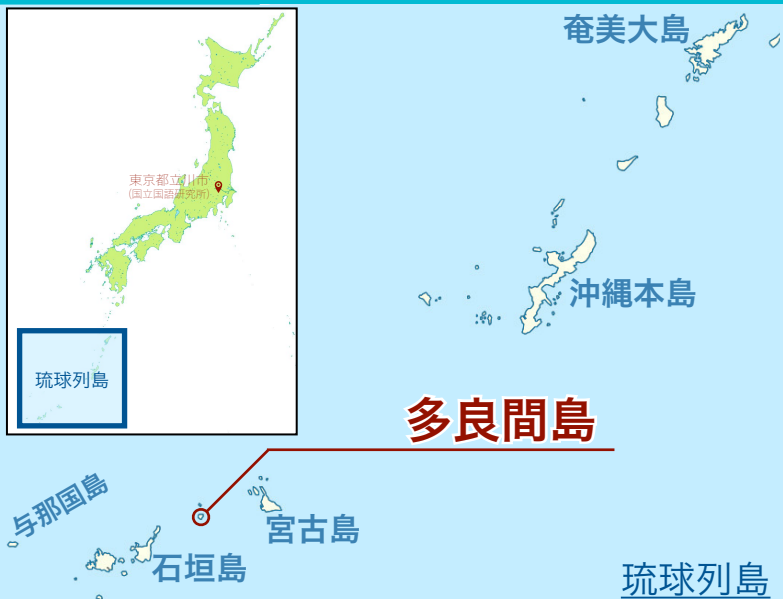 奄美大島
東京都立川市
(国立国語研究所)
沖縄本島
琉球列島
多良間島
与那国島
宮古島
石垣島
琉球列島